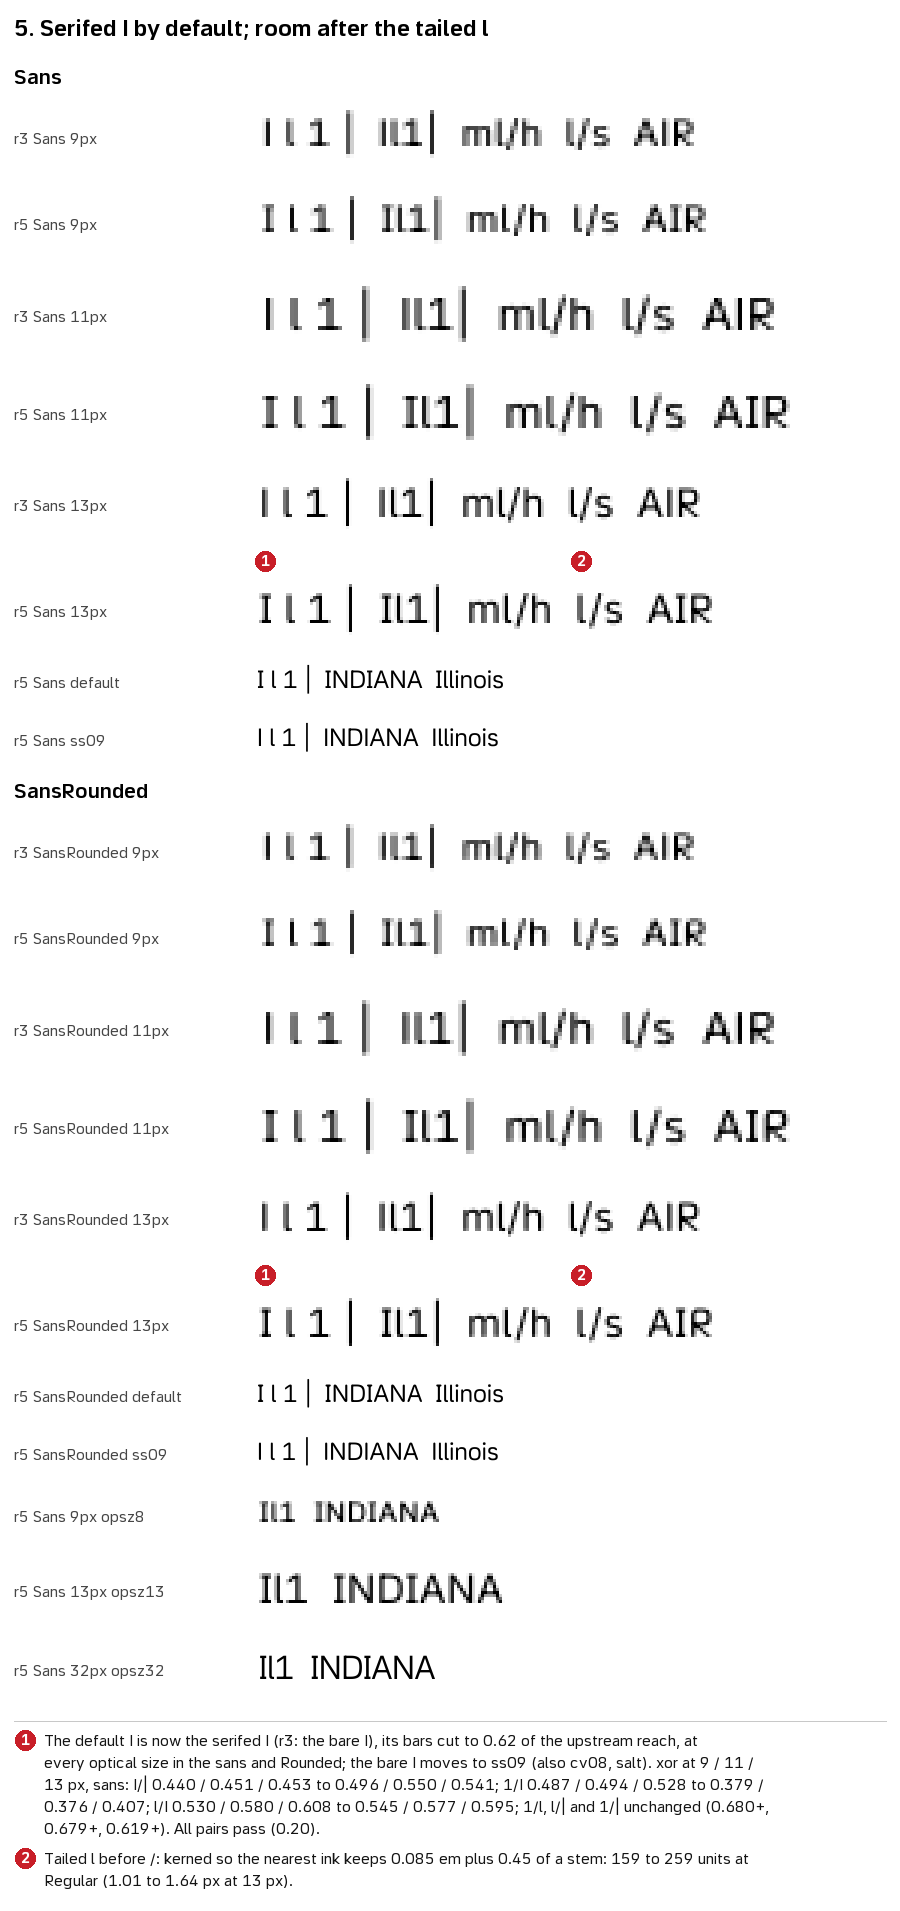 5. Serifed I by default; room after the tailed l
Sans
r3 Sans 9px I l 1 | Il1| ml/h l/s AIR
r5 Sans 9px I l 1 | Il1| ml/h l/s AIR
r3 Sans 11px I l 1 | Il1| ml/h l/s AIR
r5 Sans 11px I l 1 | Il1| ml/h l/s AIR
r3 Sans 13px I l 1 | Il1| ml/h l/s AIR
1 2
r5 Sans 13px I l 1 | Il1| ml/h l/s AIR
r5 Sans default I l 1 | INDIANA Illinois
r5 Sans ss09 I l 1 | INDIANA Illinois
SansRounded
r3 SansRounded 9px I l 1 | Il1| ml/h l/s AIR
r5 SansRounded 9px I l 1 | Il1| ml/h l/s AIR
r3 SansRounded 11px I l 1 | Il1| ml/h l/s AIR
r5 SansRounded 11px I l 1 | Il1| ml/h l/s AIR
r3 SansRounded 13px I l 1 | Il1| ml/h l/s AIR
1 2
r5 SansRounded 13px I l 1 | Il1| ml/h l/s AIR
r5 SansRounded default I l 1 | INDIANA Illinois
r5 SansRounded ss09 I l 1 | INDIANA Illinois
r5 Sans 9px opsz8 Il1 INDIANA
r5 Sans 13px opsz13 Il1 INDIANA
r5 Sans 32px opsz32 Il1 INDIANA
1 The default I is now the serifed I (r3: the bare I), its bars cut to 0.62 of the upstream reach, at
every optical size in the sans and Rounded; the bare I moves to ss09 (also cv08, salt). xor at 9 / 11 /
13 px, sans: I/| 0.440 / 0.451 / 0.453 to 0.496 / 0.550 / 0.541; 1/I 0.487 / 0.494 / 0.528 to 0.379 /
0.376 / 0.407; l/I 0.530 / 0.580 / 0.608 to 0.545 / 0.577 / 0.595; 1/l, l/| and 1/| unchanged (0.680+,
0.679+, 0.619+). All pairs pass (0.20).
2 Tailed l before /: kerned so the nearest ink keeps 0.085 em plus 0.45 of a stem: 159 to 259 units at
Regular (1.01 to 1.64 px at 13 px).